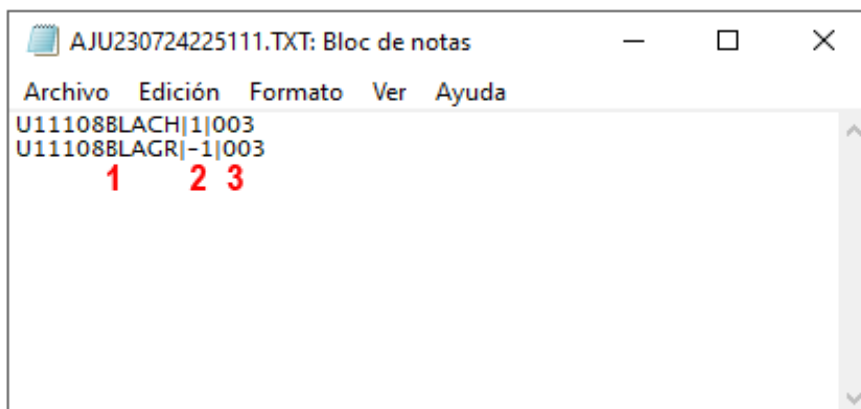 AJU230724225111.TXT: Bloc de notas
Archivo Edición Formato Ver Ayuda
U11108BLACH|1|003
U11108BLAGR|-1|003
1 2 3